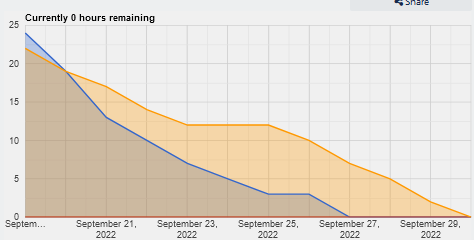 Share
Currently 0 hours remaining
25
20
15
10
5
0
Septem...
September 21,
2022
September 23,
2022
September 25,
2022
September 27,
2022
September 29,
2022